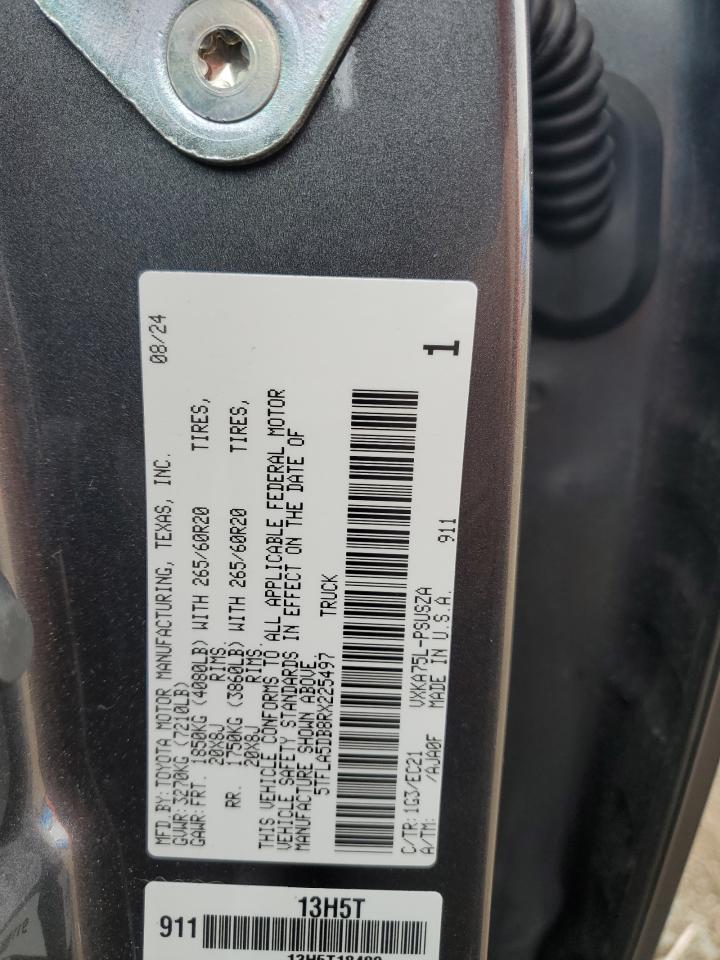 MFD.BY:TOYOTA MOTOR MANUFACTURING, TEXAS, INC. 08/24
GVWR:3270KG (7210LB)
GAWR:FRT. 1850KG (4080LB) WITH 265/60R20 TIRES,
20X8J RIMS.
RR. 1750KG (3860LB) WITH 265/60R20 TIRES,
20X8J RIMS.
THIS VEHICLE CONFORMS TO ALL APPLICABLE FEDERAL MOTOR
VEHICLE SAFETY STANDARDS IN EFFECT ON THE DATE OF
MANUFACTURE SHOWN ABOVE.
5TFLA5DB8RX225497 TRUCK
1
C/TR:1G3/EC21 VXKA75L-PSUSZA
A/TM: /AJA0F MADE IN U.S.A. 911
13H5T
911
13H5T18480